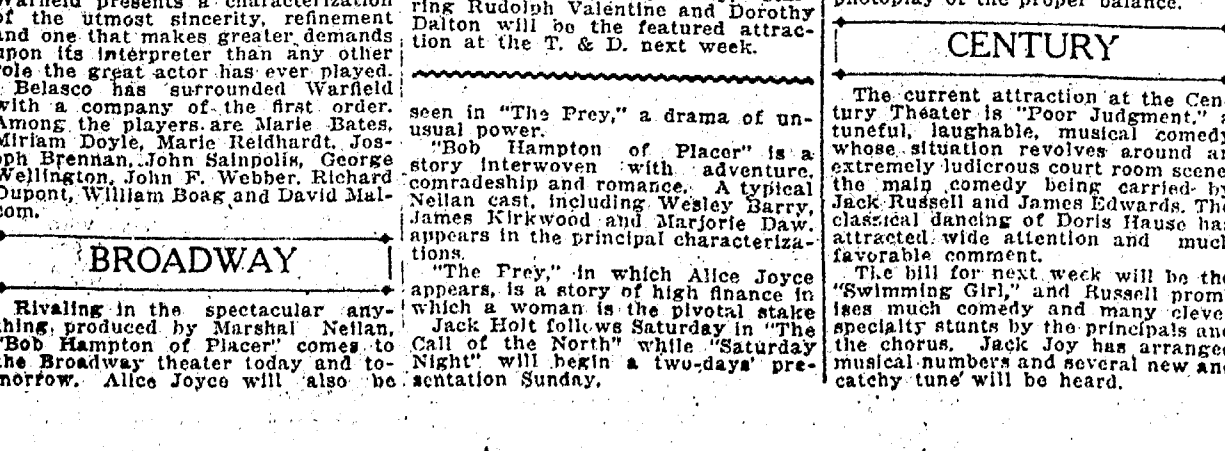 Warfield presents a characterization
of the utmost sincerity, refinement
and one that makes greater demands
upon its interpreter than any other
role the great actor has ever played.
Belasco has surrounded Warfield
with a company of the first order.
Among the players are Marie Bates,
Miriam Doyle, Marie Reidhardt, Jos-
eph Brennan, John Sainpolis, George
Wellington, John F. Webber, Richard
Dupont, William Boag and David Mal-
com.
BROADWAY
Rivaling in the spectacular any-
thing, produced by Marshal Neilan,
"Bob Hampton of Placer" comes to
the Broadway theater today and to-
morrow. Alice Joyce will also be
ring Rudolph Valentine and Dorothy
Dalton will be the featured attrac-
tion at the T. & D. next week.
seen in "The Prey," a drama of un-
usual power.
"Bob Hampton of Placer" is a
story interwoven with adventure,
comradeship and romance. A typical
Neilan cast, including Wesley Barry,
James Kirkwood and Marjorie Daw,
appears in the principal characteriza-
tions.
"The Prey," in which Alice Joyce
appears, is a story of high finance in
which a woman is the pivotal stake
Jack Holt follows Saturday in "The
Call of the North" while "Saturday
Night" will begin a two-days' pre-
sentation Sunday.
photoplay of the proper balance.
CENTURY
The current attraction at the Cen-
tury Theater is "Poor Judgment," a
tuneful, laughable, musical comedy
whose situation revolves around an
extremely ludicrous court room scene,
the main comedy being carried by
Jack Russell and James Edwards. The
classical dancing of Doris Hause has
attracted wide attention and much
favorable comment.
The bill for next week will be the
"Swimming Girl," and Russell prom-
ises much comedy and many clever
specialty stunts by the principals and
the chorus. Jack Joy has arranged
musical numbers and several new and
catchy tune' will be heard.